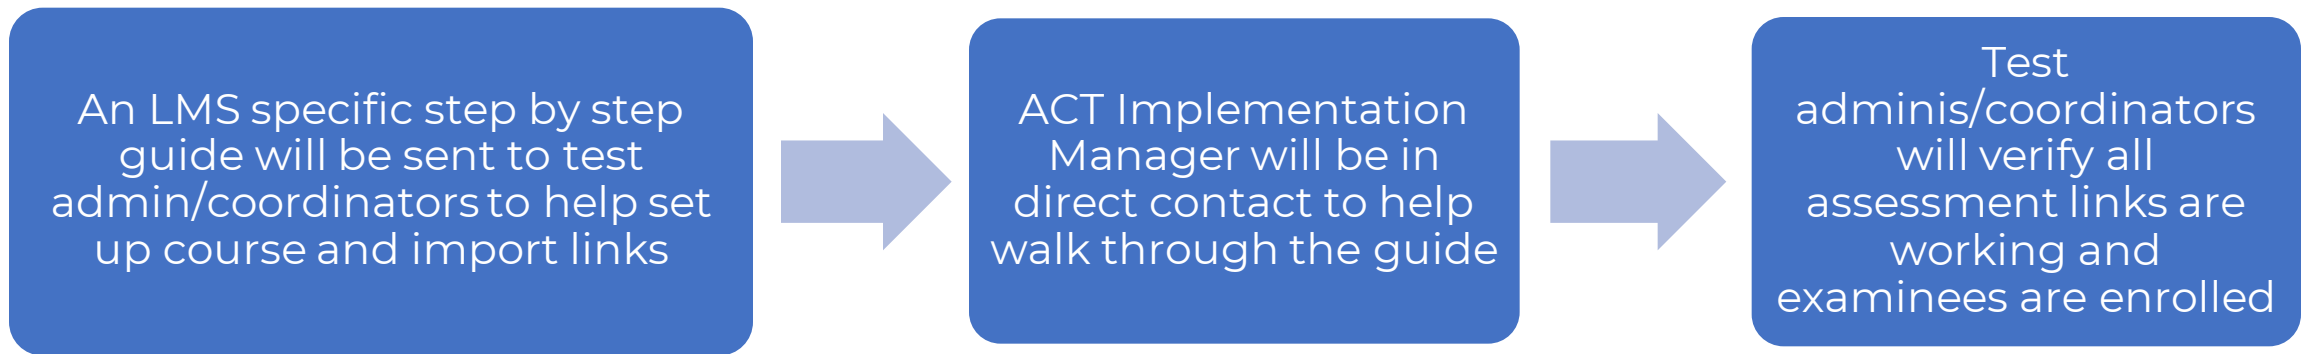 An LMS specific step by step
guide will be sent to test
admin/coordinators to help set
up course and import links
ACT Implementation
Manager will be in
direct contact to help
walk through the guide
Test
adminis/coordinators
will verify all
assessment links are
working and
examinees are enrolled